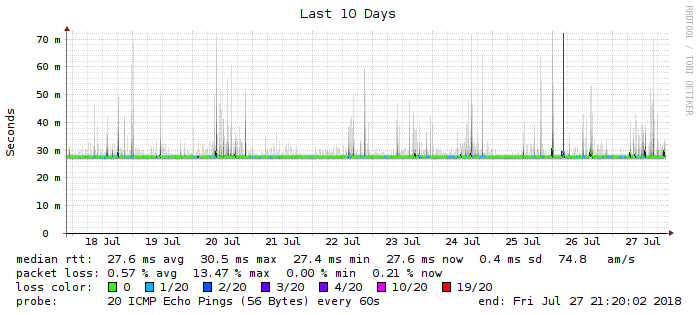 Last 10 Days
RRDTOOL / TOBI OETIKER
Seconds
70 m
60 m
50 m
40 m
30 m
20 m
10 m
0
18 Jul 19 Jul 20 Jul 21 Jul 22 Jul 23 Jul 24 Jul 25 Jul 26 Jul 27 Jul
median rtt: 27.6 ms avg 30.5 ms max 27.4 ms min 27.6 ms now 0.4 ms sd 74.8 am/s
packet loss: 0.57 % avg 13.47 % max 0.00 % min 0.21 % now
loss color: 0 1/20 2/20 3/20 4/20 10/20 19/20
probe: 20 ICMP Echo Pings (56 Bytes) every 60s end: Fri Jul 27 21:20:02 2018